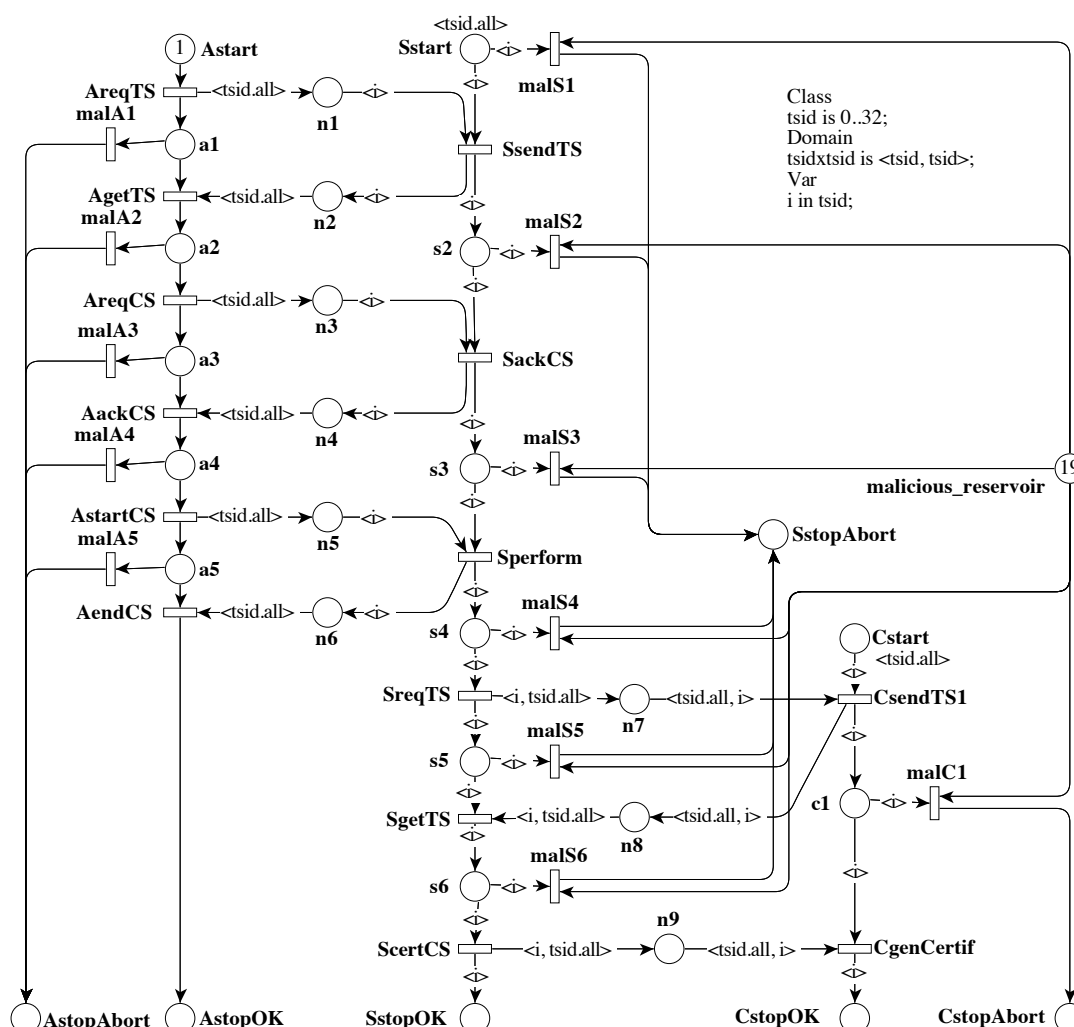 <tsid.all>
1 Astart
Sstart <i>
malS1
<i>
AreqTS <tsid.all> <i>
n1
malA1
a1
Class
tsid is 0..32;
Domain
tsidxtsid is <tsid, tsid>;
Var
i in tsid;
SsendTS
AgetTS <tsid.all> <i> <i>
n2
malA2
a2
s2 <i> malS2
<i>
AreqCS <tsid.all> <i>
n3
malA3
a3
SackCS
AackCS <tsid.all> <i> <i>
n4
malA4
a4
s3 <i> malS3
19
malicious_reservoir
<i>
AstartCS <tsid.all> <i>
n5
SstopAbort
malA5
a5
Sperform
<i>
AendCS <tsid.all> <i>
n6
s4 <i> malS4
Cstart
<tsid.all>
<i>
<i>
SreqTS <i, tsid.all> <tsid.all, i> CsendTS1
n7
<i>
<i>
s5 <i> malS5
malC1
<i>
c1 <i>
SgetTS <i, tsid.all> <tsid.all, i>
n8
<i>
malS6
s6 <i>
<i>
<i>
n9
ScertCS <i, tsid.all> <tsid.all, i> CgenCertif
<i>
<i>
AstopAbort AstopOK SstopOK CstopOK CstopAbort